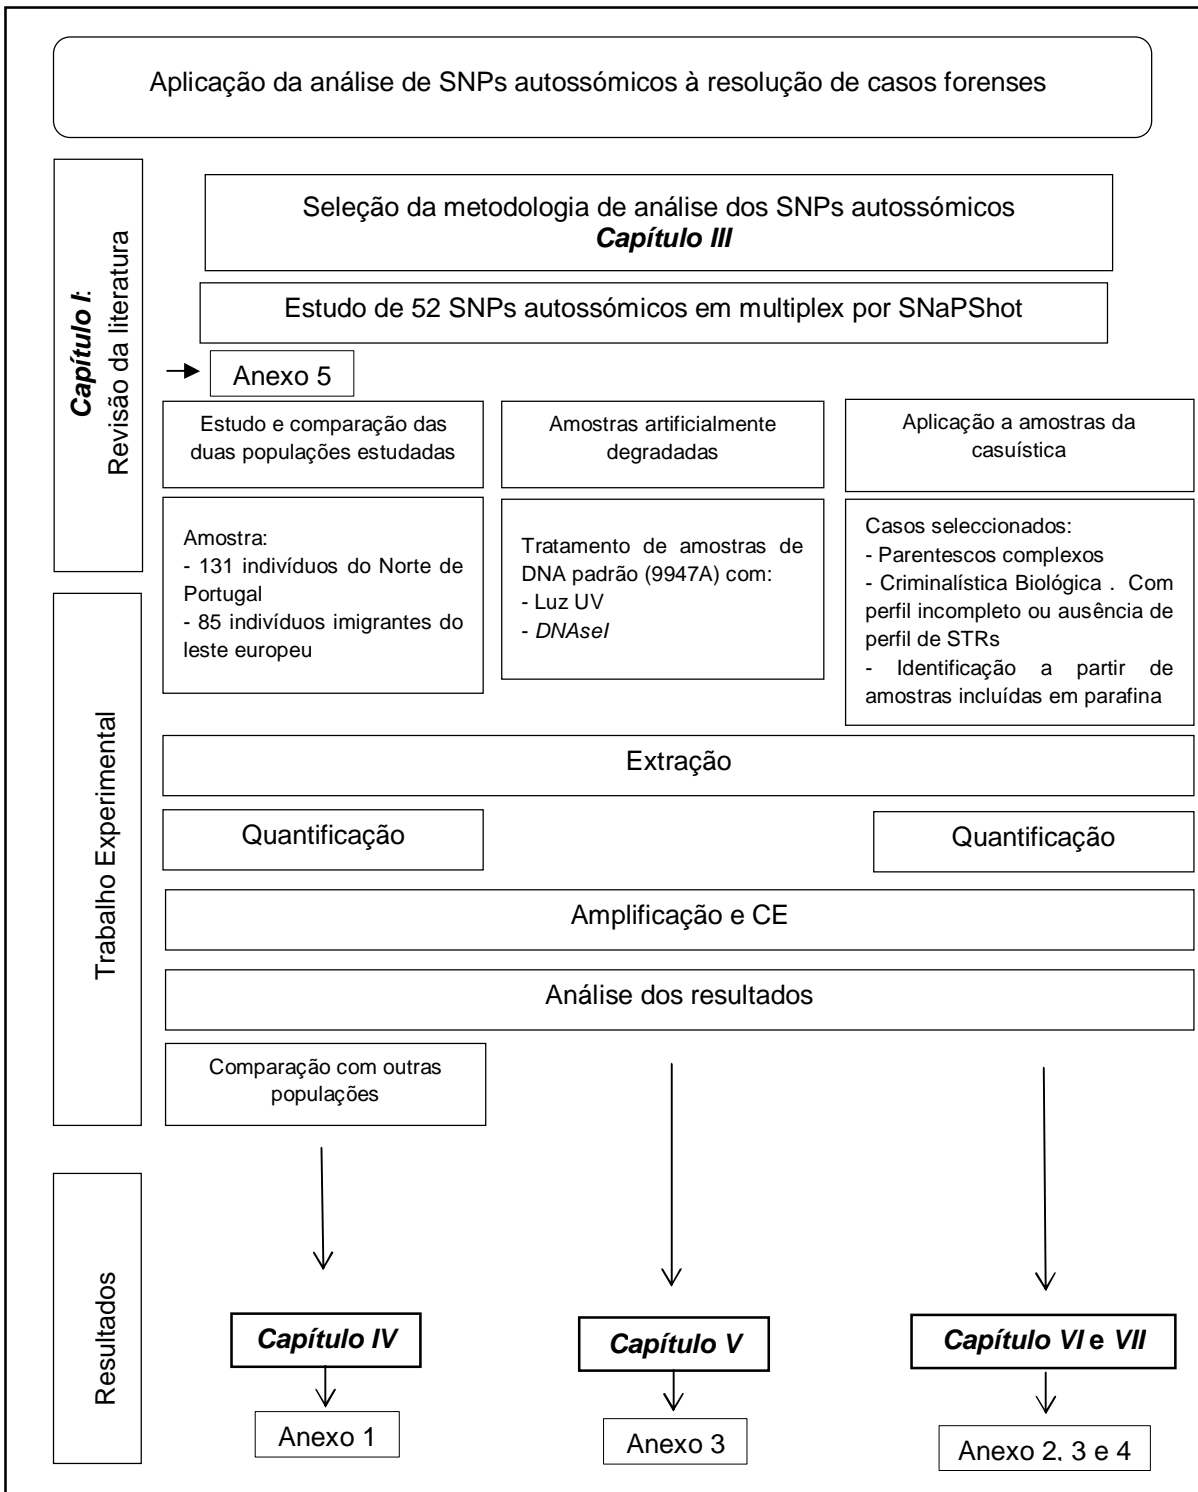 Aplicação da análise de SNPs autossómicos à resolução de casos forenses
Capítulo I:
Revisão da literatura
Seleção da metodologia de análise dos SNPs autossómicos
Capítulo III
Estudo de 52 SNPs autossómicos em multiplex por SNaPShot
Anexo 5
Estudo e comparação das
duas populações estudadas
Amostras artificialmente
degradadas
Aplicação a amostras da
casuística
Amostra:
- 131 indivíduos do Norte de
Portugal
- 85 indivíduos imigrantes do
leste europeu
Tratamento de amostras de
DNA padrão (9947A) com:
- Luz UV
- DNAseI
Casos seleccionados:
- Parentescos complexos
- Criminalística Biológica . Com
perfil incompleto ou ausência de
perfil de STRs
- Identificação a partir de
amostras incluídas em parafina
Trabalho Experimental
Extração
Quantificação
Quantificação
Amplificação e CE
Análise dos resultados
Comparação com outras
populações
Resultados
Capítulo IV
Capítulo V
Capítulo VI e VII
Anexo 1
Anexo 3
Anexo 2, 3 e 4